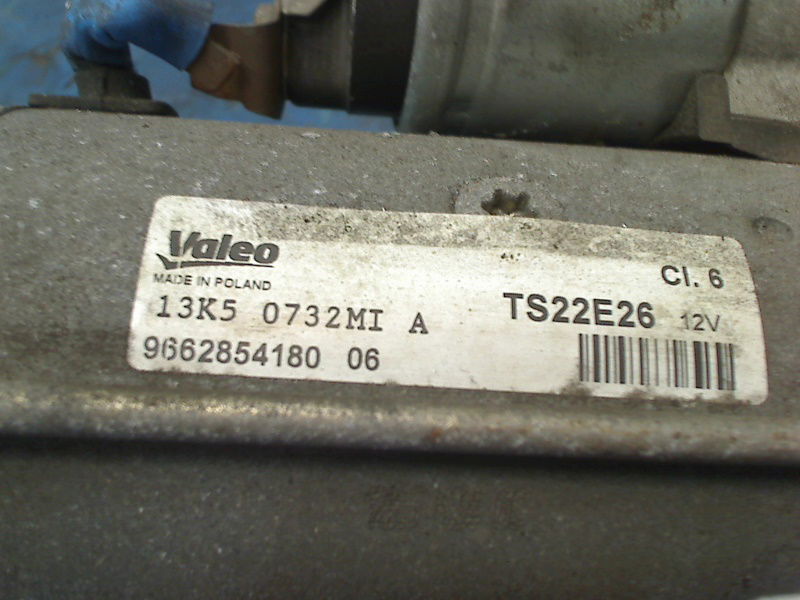 Valeo
MADE IN POLAND
Cl. 6
13K5 0732MI A
TS22E26 12V
9662854180 06